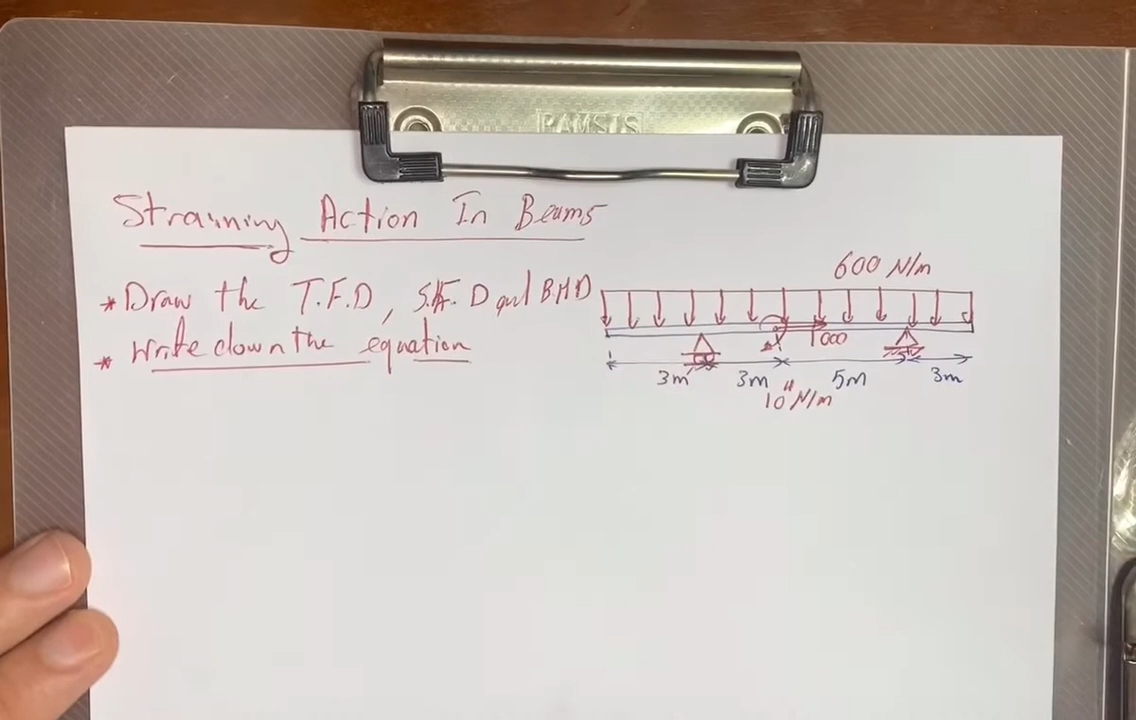 RAMSIS
Straining Action In Beams
* Draw the T.F.D, S.F.D and BMD
* Write down the equation
600 N/m
1000
3m 3m 5m 3m
10" N/m